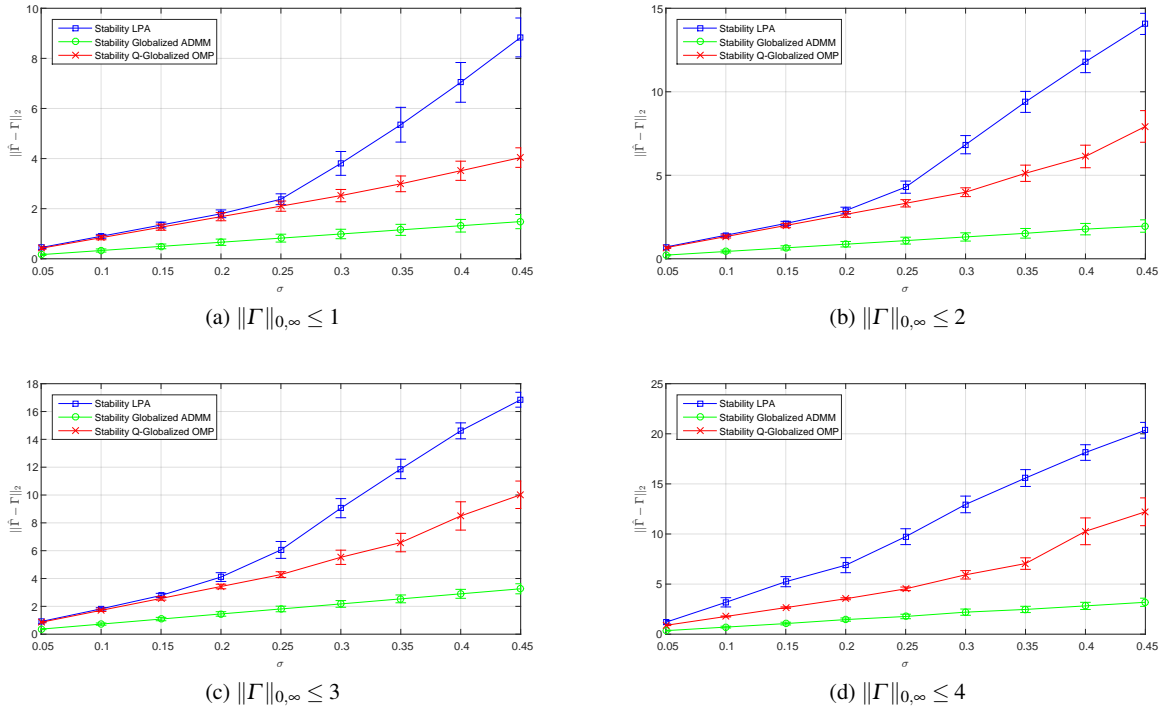 10
8
6
4
2
0
||Γ̂ − Γ||₂
Stability LPA
Stability Globalized ADMM
Stability Q-Globalized OMP
0.05 0.1 0.15 0.2 0.25 0.3 0.35 0.4 0.45
σ
(a) ‖Γ‖0,∞ ≤ 1
15
10
5
0
||Γ̂ − Γ||₂
Stability LPA
Stability Globalized ADMM
Stability Q-Globalized OMP
0.05 0.1 0.15 0.2 0.25 0.3 0.35 0.4 0.45
σ
(b) ‖Γ‖0,∞ ≤ 2
18
16
14
12
10
8
6
4
2
0
||Γ̂ − Γ||₂
Stability LPA
Stability Globalized ADMM
Stability Q-Globalized OMP
0.05 0.1 0.15 0.2 0.25 0.3 0.35 0.4 0.45
σ
(c) ‖Γ‖0,∞ ≤ 3
25
20
15
10
5
0
||Γ̂ − Γ||₂
Stability LPA
Stability Globalized ADMM
Stability Q-Globalized OMP
0.05 0.1 0.15 0.2 0.25 0.3 0.35 0.4 0.45
σ
(d) ‖Γ‖0,∞ ≤ 4